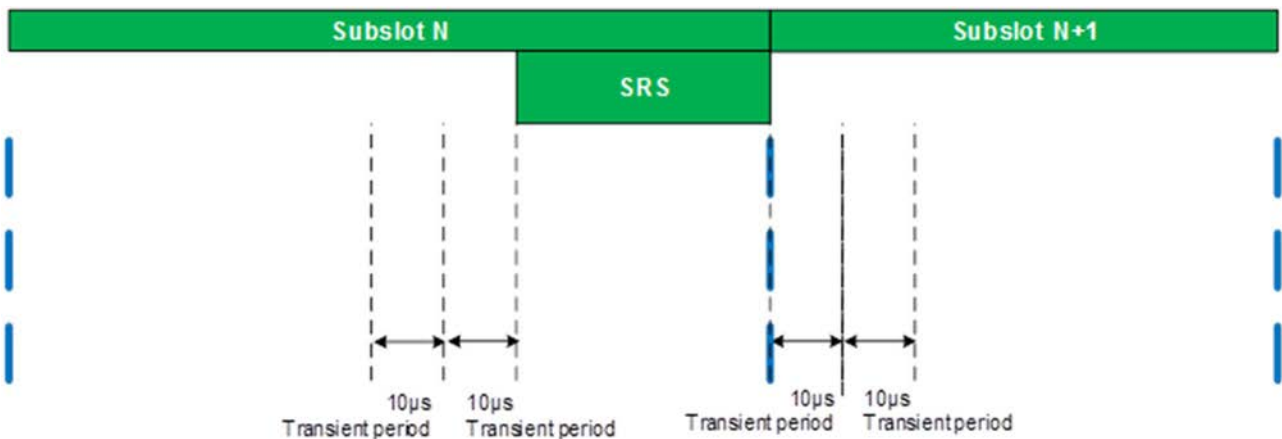 Subslot N
Subslot N+1
SRS
10µs
Transient period
10µs
Transient period
10µs
Transient period
10µs
Transient period